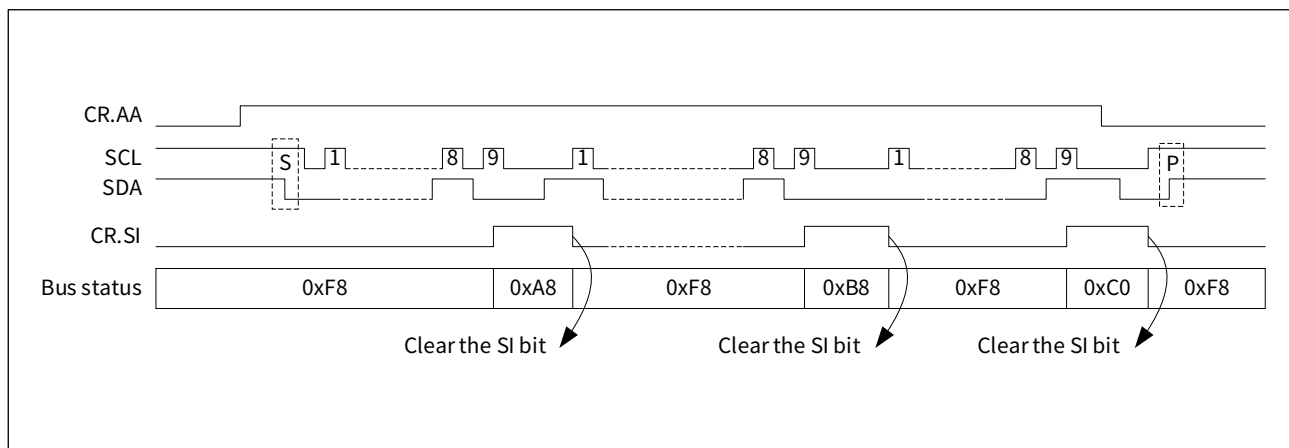 CR.AA
SCL S 1 8 9 1 8 9 1 8 9 P
SDA
CR.SI
Bus status 0xF8 0xA8 0xF8 0xB8 0xF8 0xC0 0xF8
Clear the SI bit Clear the SI bit Clear the SI bit